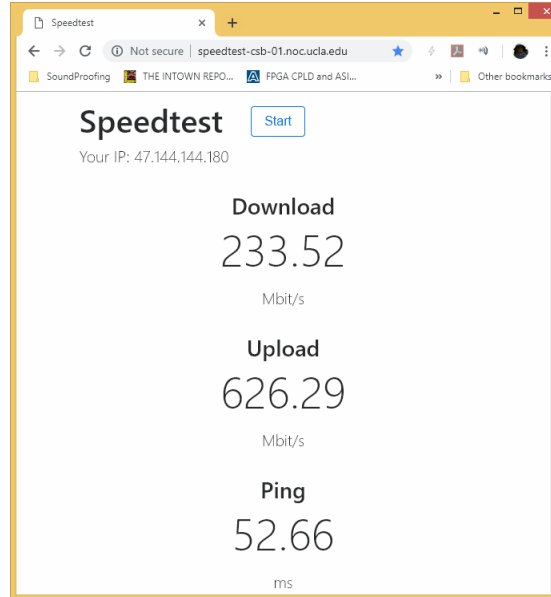 Speedtest
Not secure | speedtest-csb-01.noc.ucla.edu
SoundProofing THE INTOWN REPO... FPGA CPLD and ASI... » Other bookmarks
Speedtest Start
Your IP: 47.144.144.180
Download
233.52
Mbit/s
Upload
626.29
Mbit/s
Ping
52.66
ms